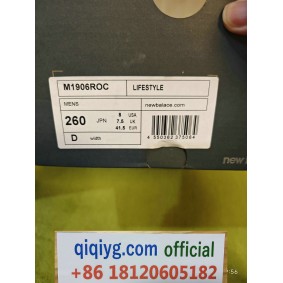 M1906ROC LIFESTYLE
MENS newbalace.com
260 JPN 8 USA
7.5 UK
41.5 EUR
D width
qiqiyg.com official
+86 18120605182